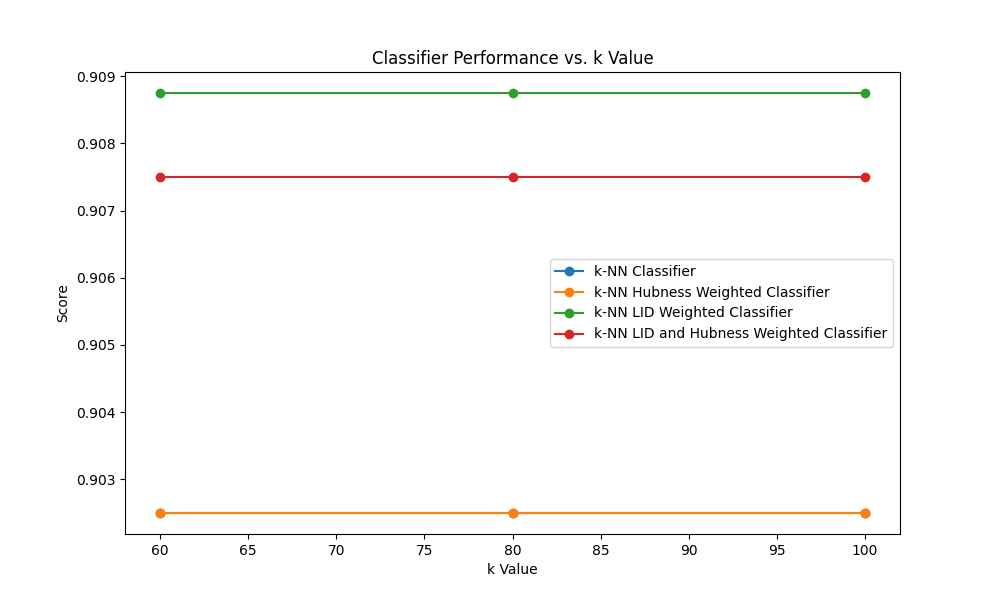 Classifier Performance vs. k Value
0.909
0.908
0.907
0.906
0.905
0.904
0.903
Score
k-NN Classifier
k-NN Hubness Weighted Classifier
k-NN LID Weighted Classifier
k-NN LID and Hubness Weighted Classifier
60 65 70 75 80 85 90 95 100
k Value